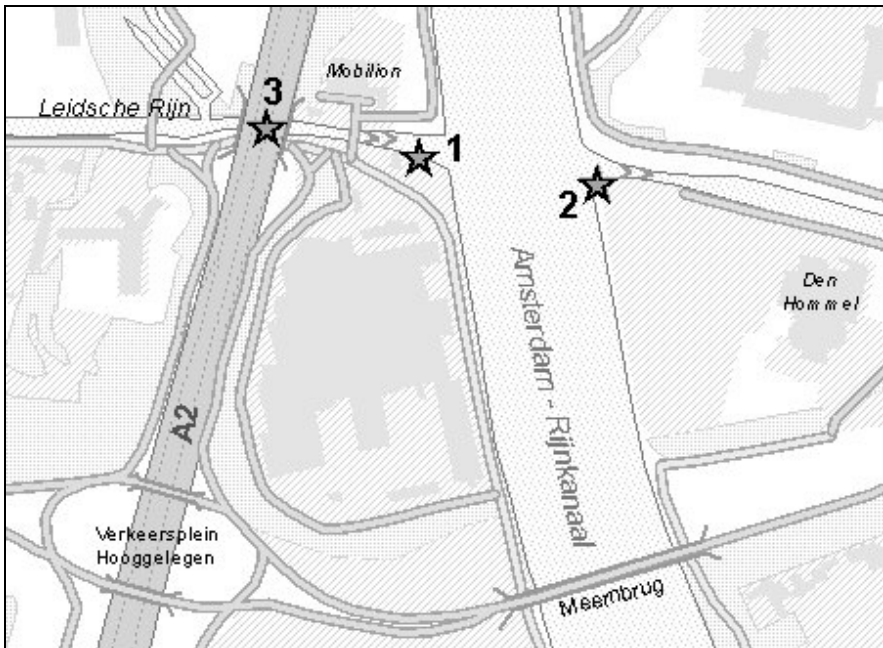 Mobilion
3
Leidsche Rijn
1
2
Amsterdam - Rijnkanaal
Den
Hommel
A2
Verkeersplein
Hooggelegen
Meernbrug